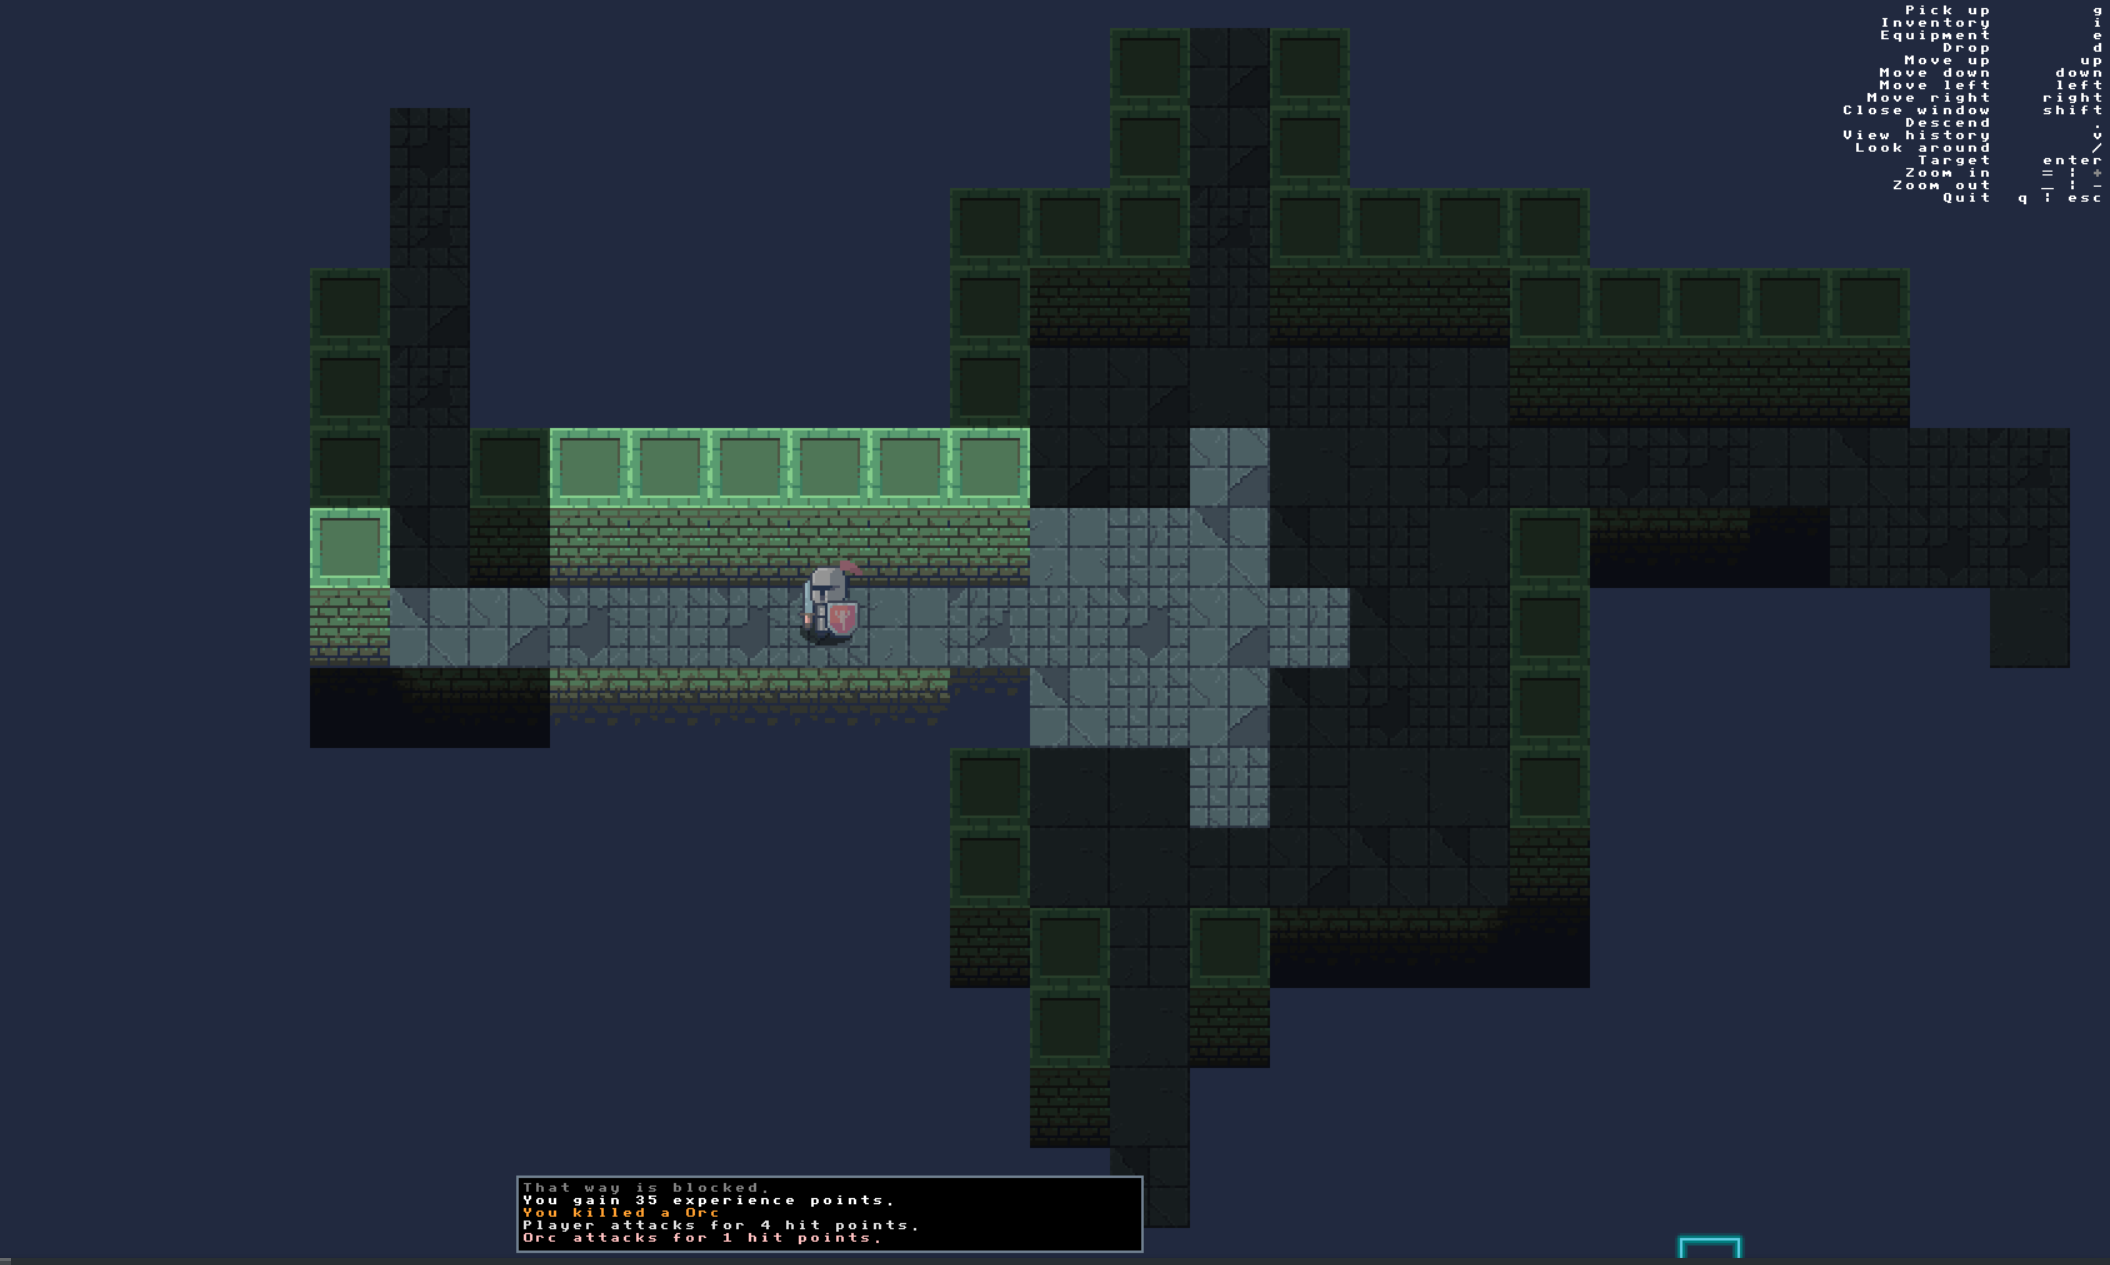 Pick up g
Inventory i
Equipment e
Drop d
Move up up
Move down down
Move left left
Move right right
Close window shift
Descend .
View history v
Look around /
Target enter
Zoom in = | +
Zoom out _ | -
Quit q | esc
That way is blocked.
You gain 35 experience points.
You killed a Orc
Player attacks for 4 hit points.
Orc attacks for 1 hit points.